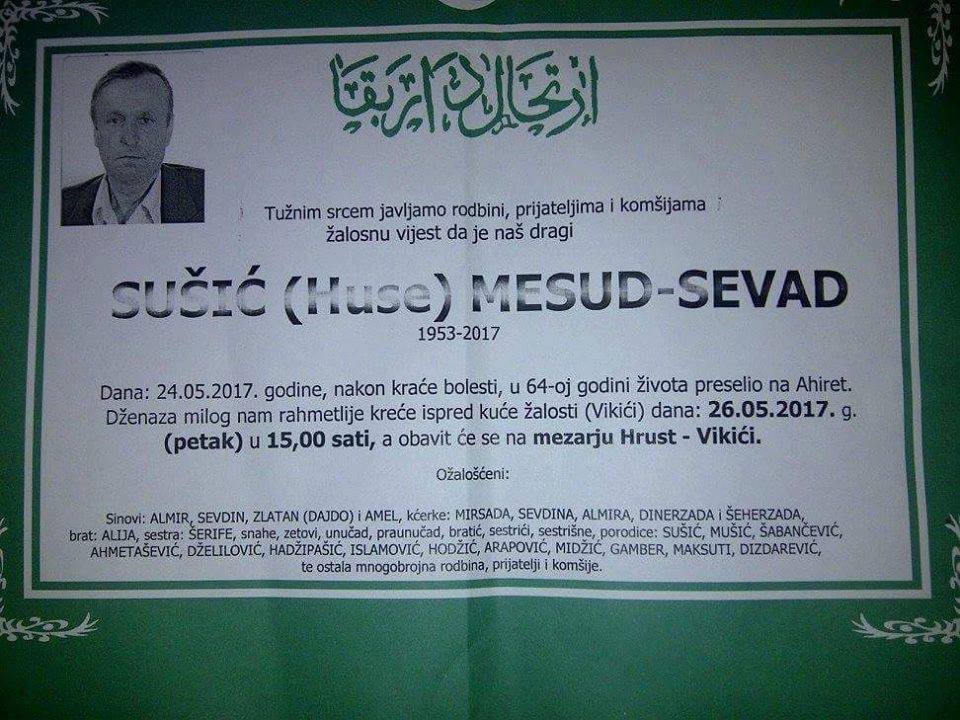 ارتحال دار بقا
Tužnim srcem javljamo rodbini, prijateljima i komšijama
žalosnu vijest da je naš dragi
SUŠIĆ (Huse) MESUD-SEVAD
1953-2017
Dana: 24.05.2017. godine, nakon kraće bolesti, u 64-oj godini života preselio na Ahiret.
Dženaza milog nam rahmetlije kreće ispred kuće žalosti (Vikići) dana: 26.05.2017. g.
(petak) u 15,00 sati, a obavit će se na mezarju Hrust - Vikići.
Ožalošćeni:
Sinovi: ALMIR, SEVDIN, ZLATAN (DAJDO) i AMEL, kćerke: MIRSADA, SEVDINA, ALMIRA, DINERZADA i ŠEHERZADA,
brat: ALIJA, sestra: ŠERIFE, snahe, zetovi, unučad, praunučad, bratić, sestrići, sestrišne, porodice: SUŠIĆ, MUŠIĆ, ŠABANČEVIĆ,
AHMETAŠEVIĆ, DŽELILOVIĆ, HADŽIPAŠIĆ, ISLAMOVIĆ, HODŽIĆ, ARAPOVIĆ, MIDŽIĆ, GAMBER, MAKSUTI, DIZDAREVIĆ,
te ostala mnogobrojna rodbina, prijatelji i komšije.